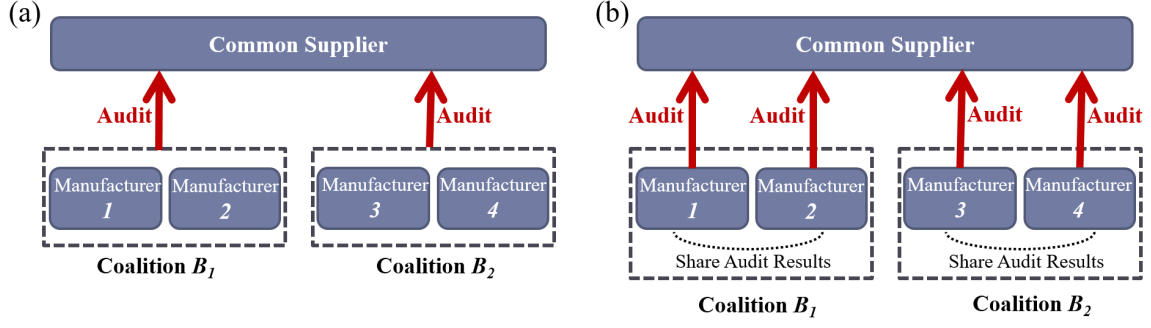 (a)
Common Supplier
Audit
Audit
Manufacturer
1
Manufacturer
2
Manufacturer
3
Manufacturer
4
Coalition B1
Coalition B2
(b)
Common Supplier
Audit
Audit
Audit
Audit
Manufacturer
1
Manufacturer
2
Manufacturer
3
Manufacturer
4
Share Audit Results
Share Audit Results
Coalition B1
Coalition B2